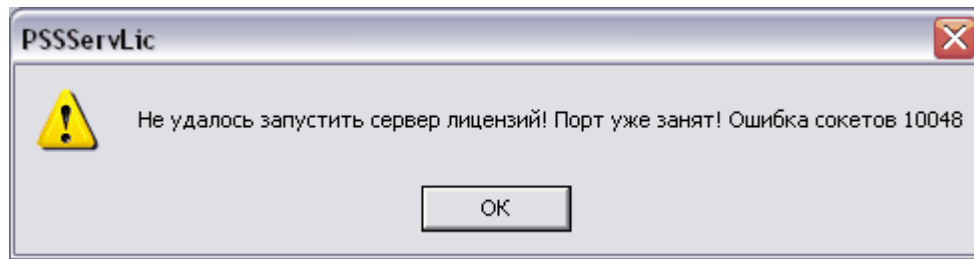 PSSServLic
Не удалось запустить сервер лицензий! Порт уже занят! Ошибка сокетов 10048
OK